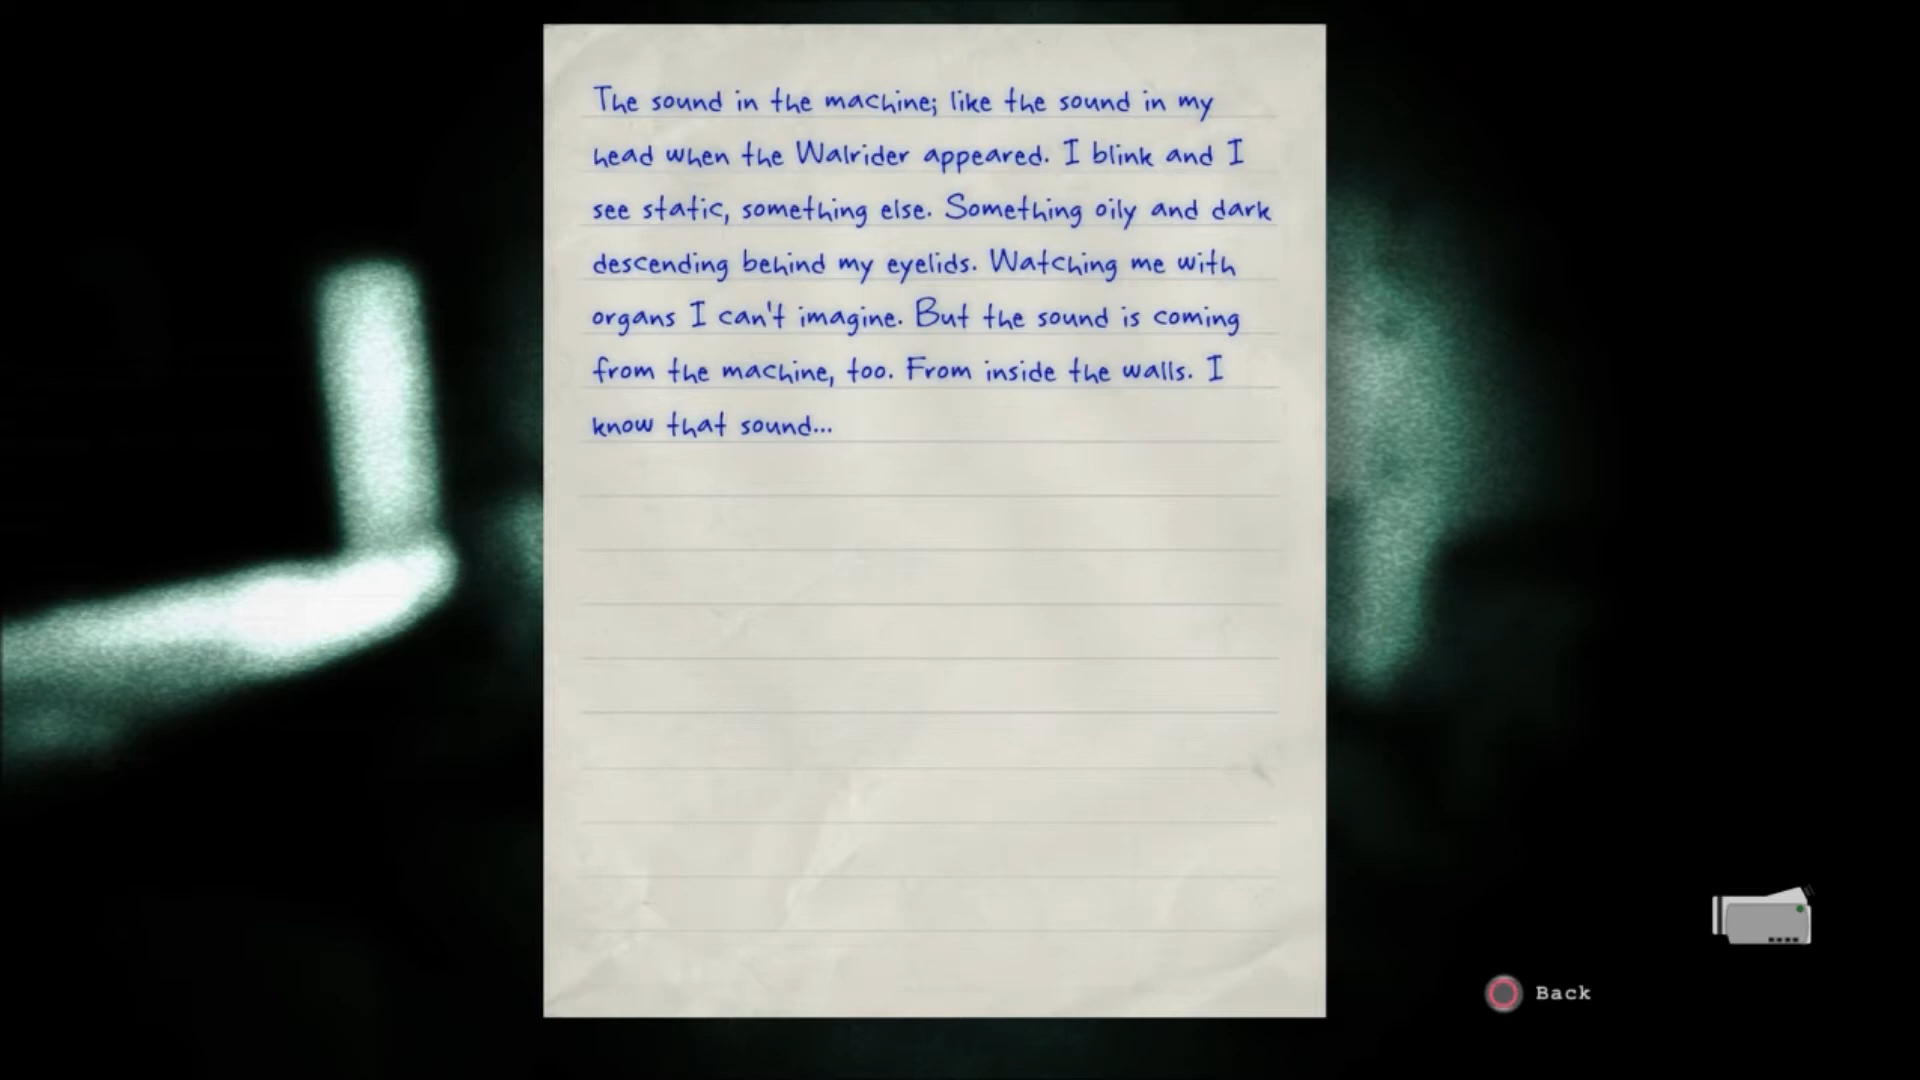 The sound in the machine; like the sound in my
head when the Walrider appeared. I blink and I
see static, something else. Something oily and dark
descending behind my eyelids. Watching me with
organs I can't imagine. But the sound is coming
from the machine, too. From inside the walls. I
know that sound...
Back